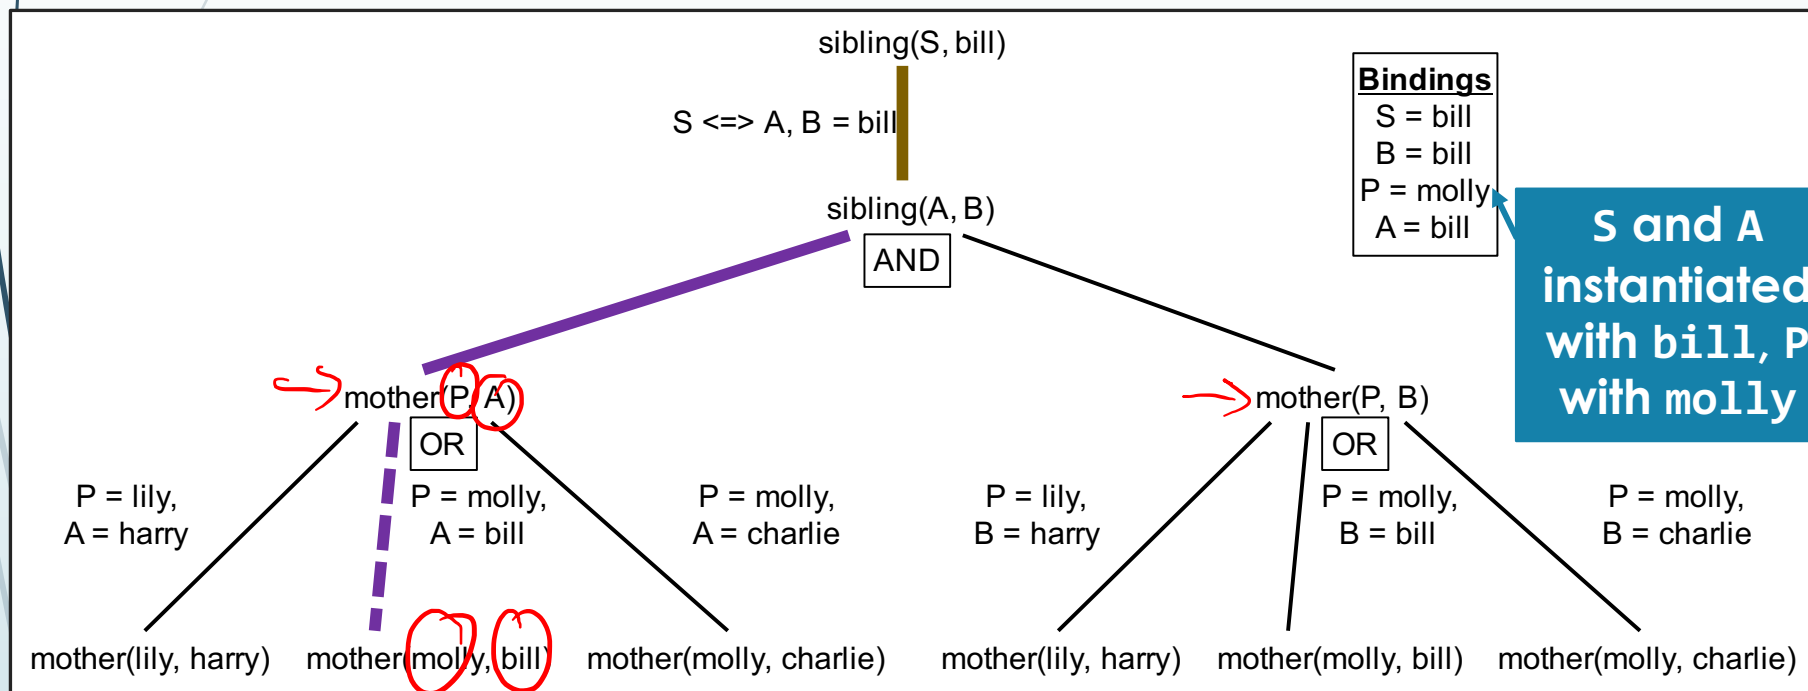 sibling(S, bill)
S <=> A, B = bill
Bindings
S = bill
B = bill
P = molly
A = bill
S and A
instantiated
with bill, P
with molly
sibling(A, B)
AND
mother(P, A)
OR
mother(P, B)
OR
P = lily,
A = harry
P = molly,
A = bill
P = molly,
A = charlie
P = lily,
B = harry
P = molly,
B = bill
P = molly,
B = charlie
mother(lily, harry)
mother(molly, bill)
mother(molly, charlie)
mother(lily, harry)
mother(molly, bill)
mother(molly, charlie)